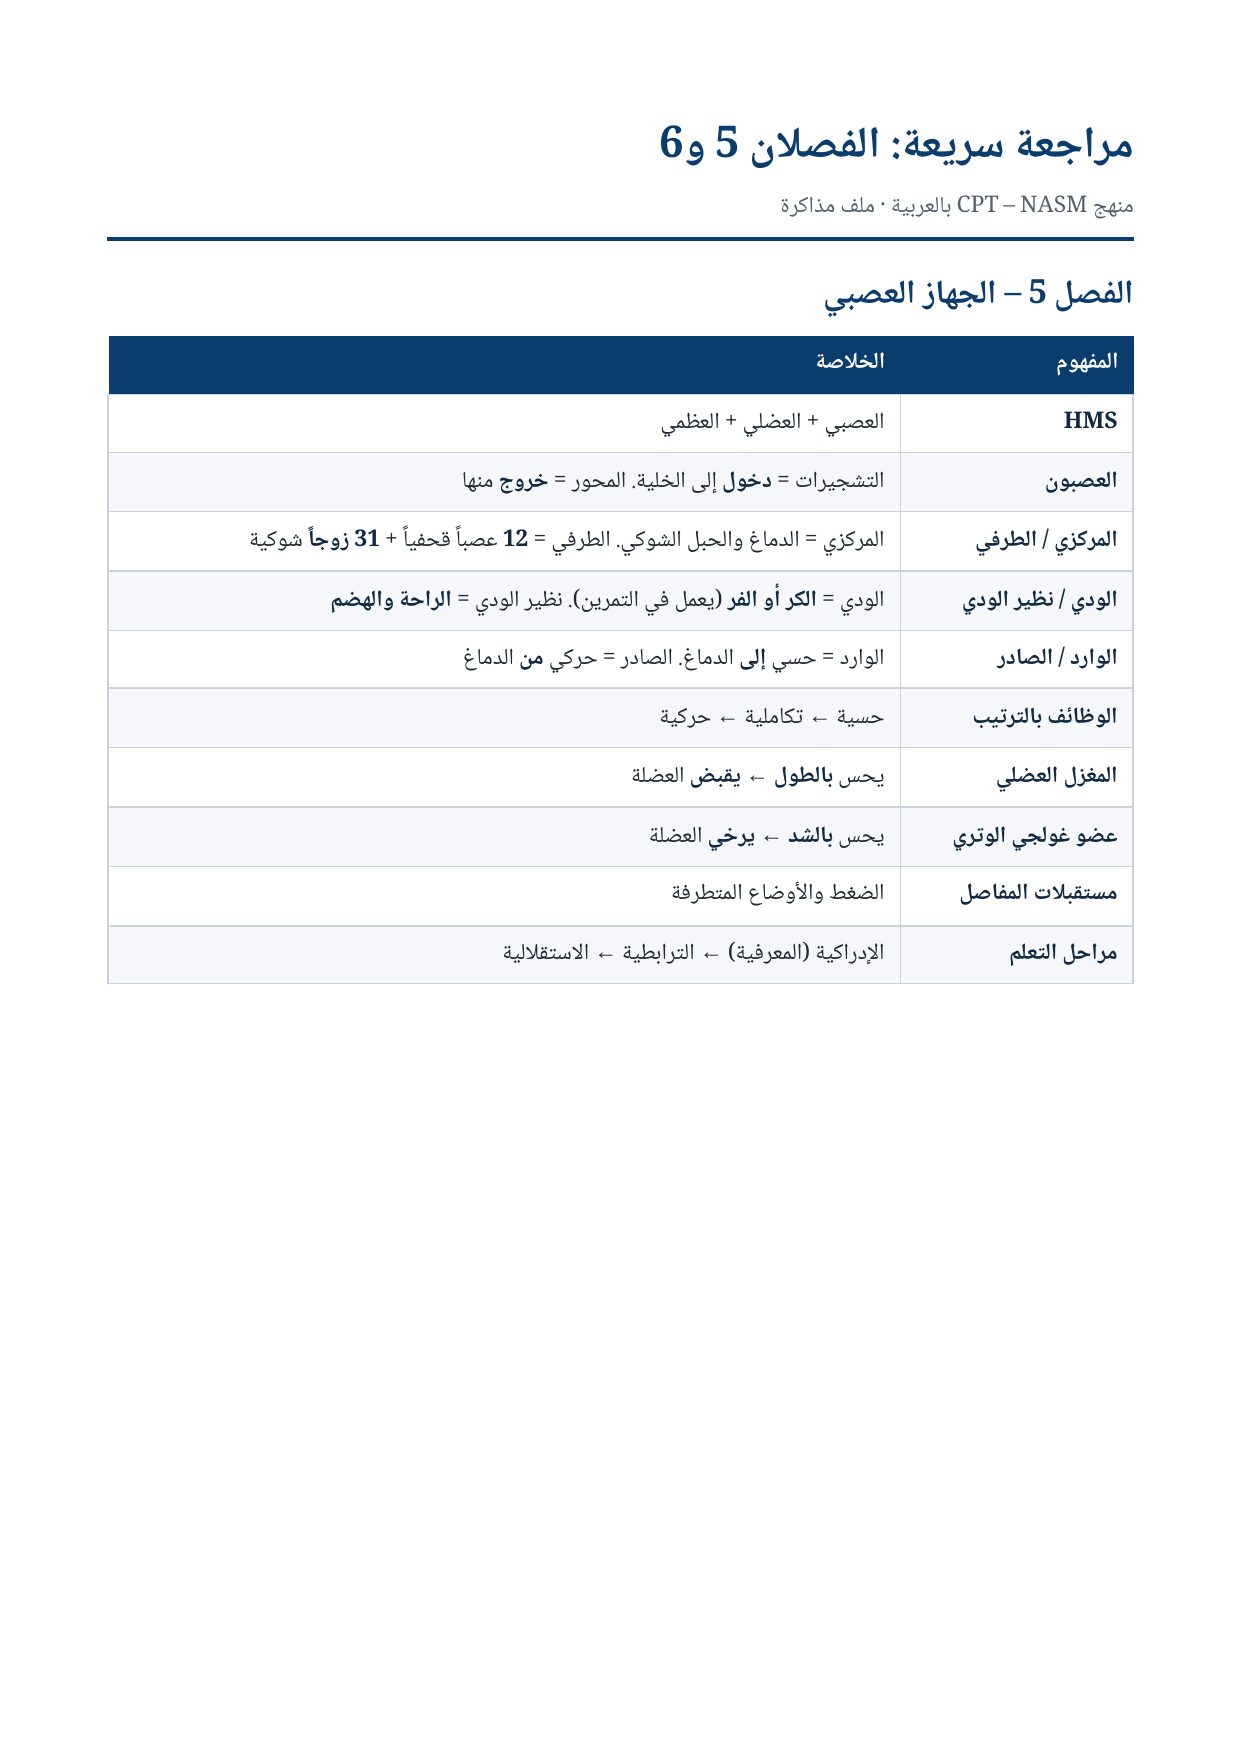 مراجعة سريعة: الفصلان 5 و6
منهج CPT – NASM بالعربية · ملف مذاكرة
الفصل 5 – الجهاز العصبي
المفهوم الخلاصة
HMS العصبي + العضلي + العظمي
العصبون التشجيرات = دخول إلى الخلية. المحور = خروج منها
المركزي / الطرفي المركزي = الدماغ والحبل الشوكي. الطرفي = 12 عصباً قحفياً + 31 زوجاً شوكية
الودي / نظير الودي الودي = الكر أو الفر (يعمل في التمرين). نظير الودي = الراحة والهضم
الوارد / الصادر الوارد = حسي إلى الدماغ. الصادر = حركي من الدماغ
الوظائف بالترتيب حسية ← تكاملية ← حركية
المغزل العضلي يحس بالطول ← يقبض العضلة
عضو غولجي الوتري يحس بالشد ← يرخي العضلة
مستقبلات المفاصل الضغط والأوضاع المتطرفة
مراحل التعلم الإدراكية (المعرفية) ← الترابطية ← الاستقلالية